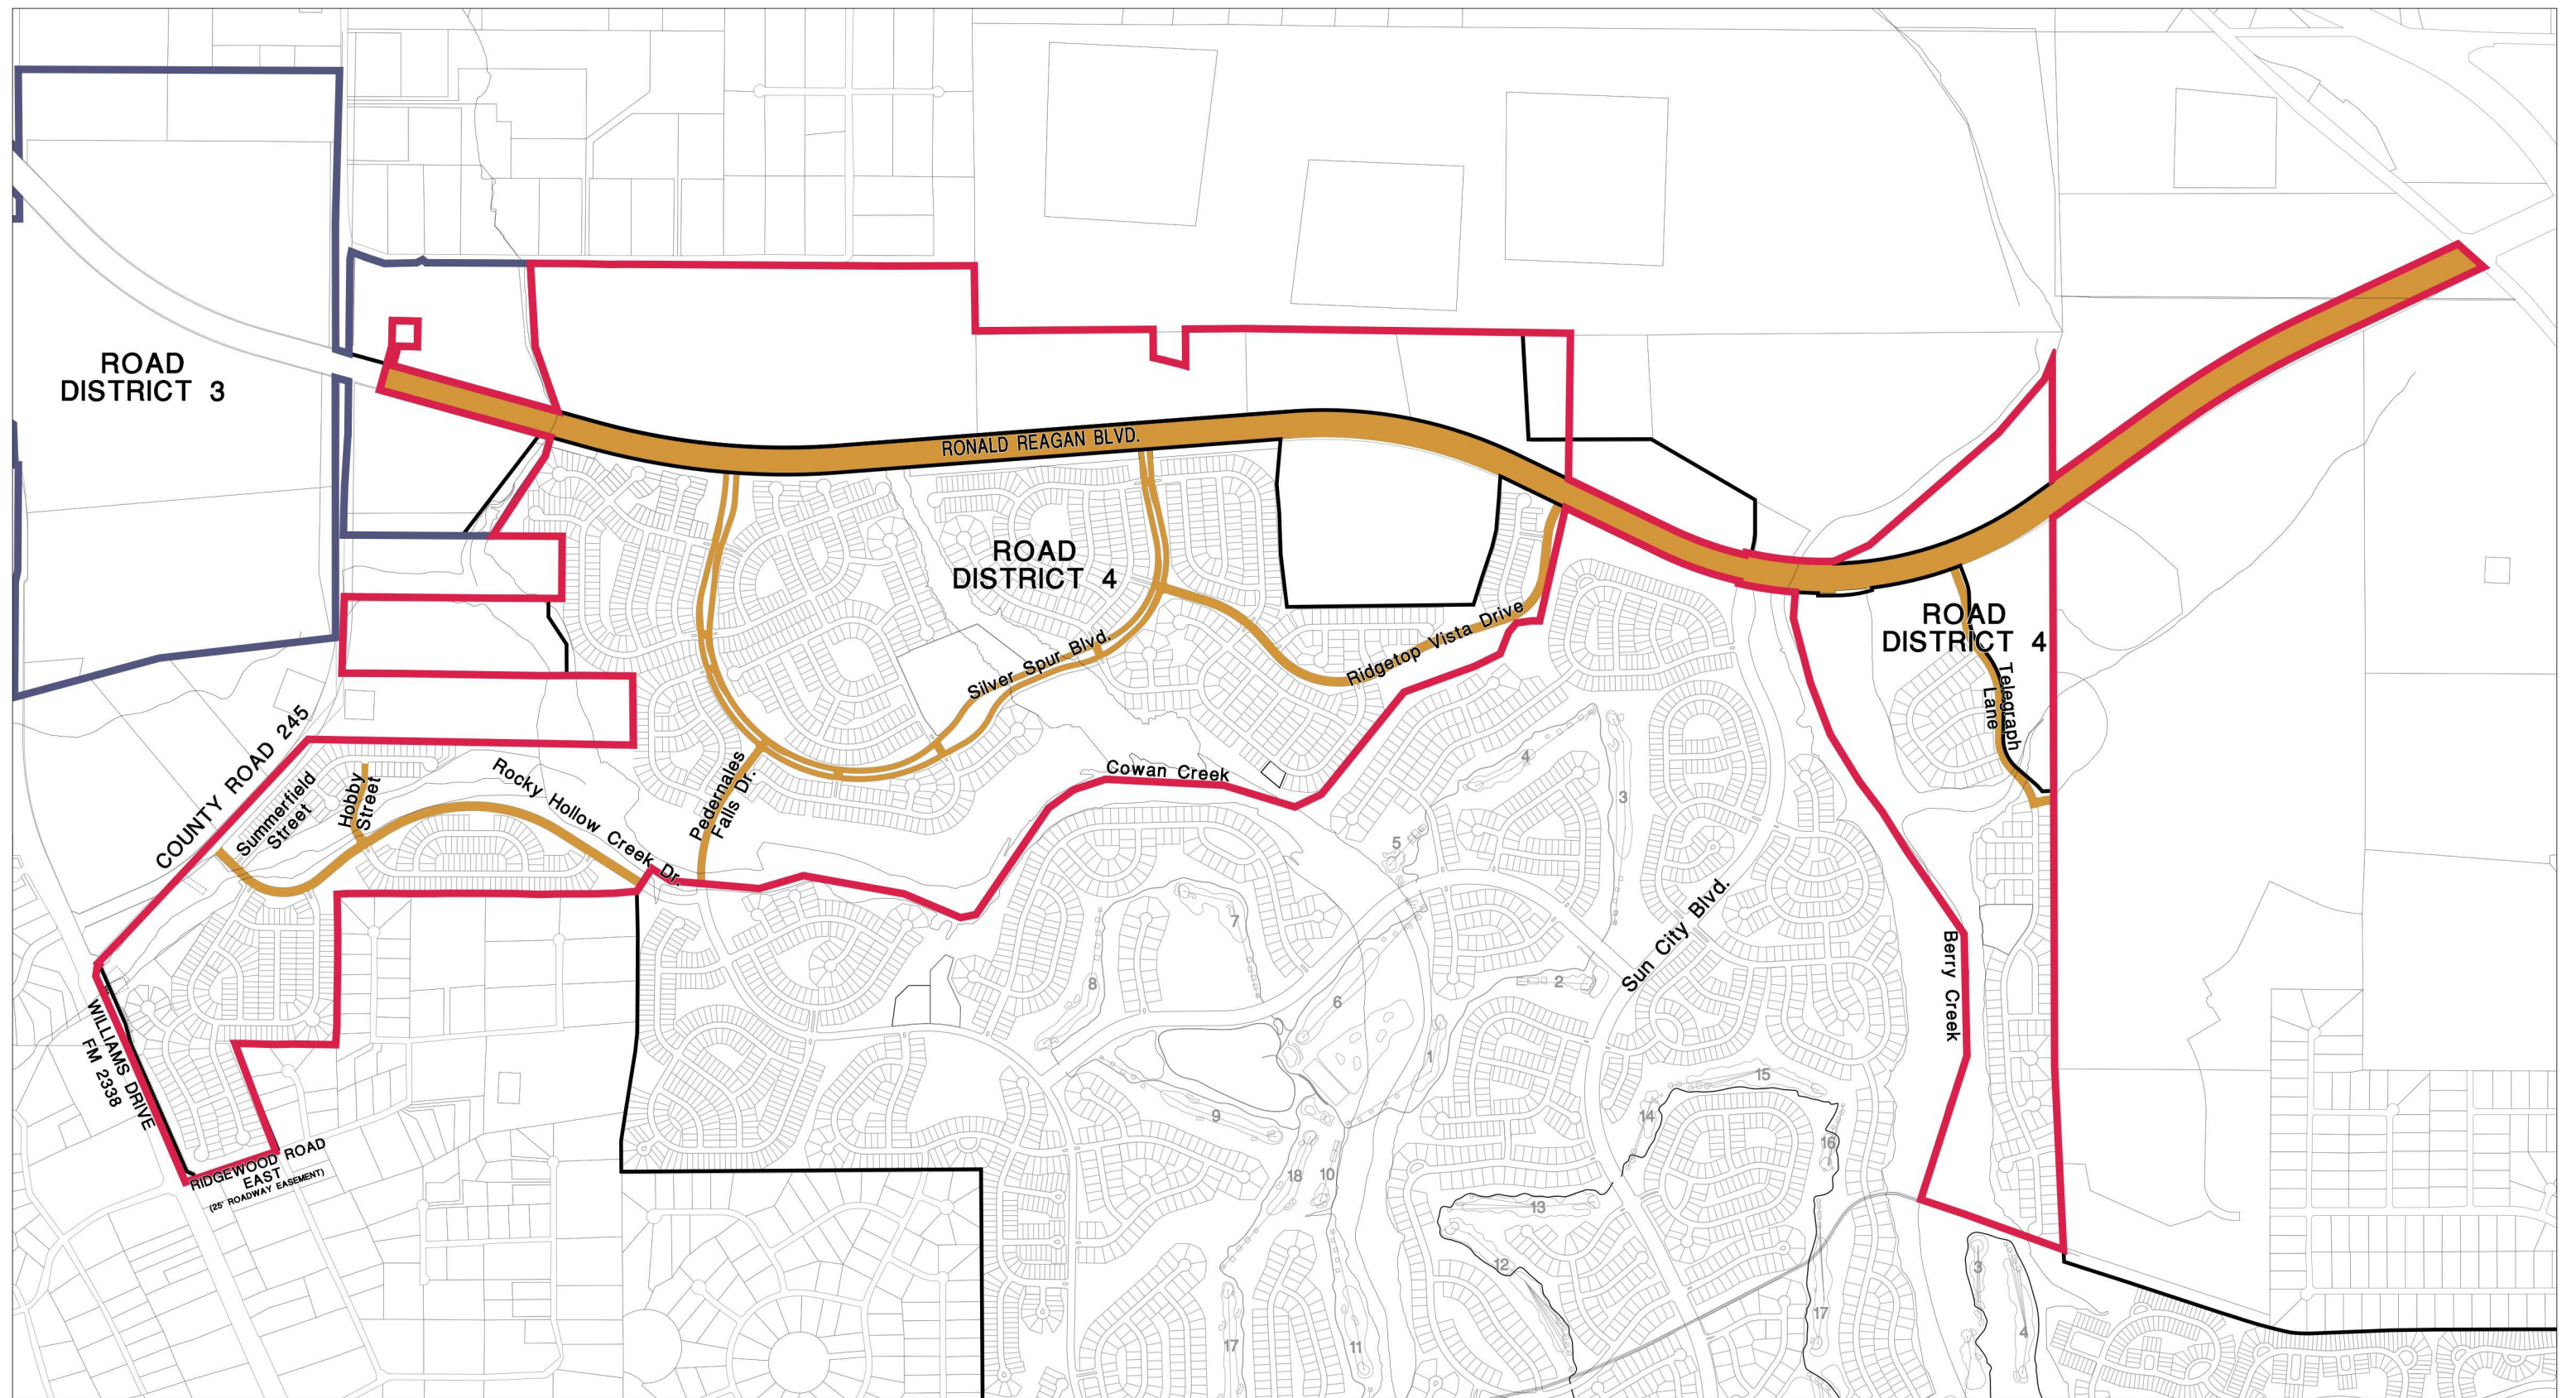 ROAD
DISTRICT 3
RONALD REAGAN BLVD.
ROAD
DISTRICT 4
ROAD
DISTRICT 4
Telegraph
Lane
Ridgetop Vista Drive
Silver Spur Blvd.
Cowan Creek
Pedernales
Falls Dr.
Rocky Hollow Creek Dr.
Hobby
Street
Summerfield
Street
COUNTY ROAD 245
WILLIAMS DRIVE
FM 2338
RIDGEWOOD ROAD
EAST
(25' ROADWAY EASEMENT)
Sun City Blvd.
Berry Creek
4
3
5
7
8
6
2
1
9
15
14
16
18
10
13
12
17
11
17
3
4